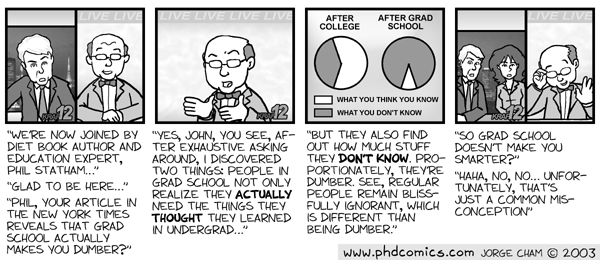 LIVE LIVE LIVE
KRON 12
"WE'RE NOW JOINED BY
DIET BOOK AUTHOR AND
EDUCATION EXPERT,
PHIL STATHAM..."
"GLAD TO BE HERE..."
"PHIL, YOUR ARTICLE IN
THE NEW YORK TIMES
REVEALS THAT GRAD
SCHOOL ACTUALLY
MAKES YOU DUMBER?"
LIVE LIVE LIVE LIVE
12
"YES, JOHN, YOU SEE, AF-
TER EXHAUSTIVE ASKING
AROUND, I DISCOVERED
TWO THINGS: PEOPLE IN
GRAD SCHOOL NOT ONLY
REALIZE THEY ACTUALLY
NEED THE THINGS THEY
THOUGHT THEY LEARNED
IN UNDERGRAD..."
AFTER
COLLEGE
AFTER GRAD
SCHOOL
WHAT YOU THINK YOU KNOW
WHAT YOU DON'T KNOW
12
"BUT THEY ALSO FIND
OUT HOW MUCH STUFF
THEY DON'T KNOW. PRO-
PORTIONATELY, THEY'RE
DUMBER. SEE, REGULAR
PEOPLE REMAIN BLISS-
FULLY IGNORANT, WHICH
IS DIFFERENT THAN
BEING DUMBER."
LIVE LIVE LIVE
12
"SO GRAD SCHOOL
DOESN'T MAKE YOU
SMARTER?"
"HAHA, NO, NO... UNFOR-
TUNATELY, THAT'S
JUST A COMMON MIS-
CONCEPTION"
www.phdcomics.com JORGE CHAM © 2003